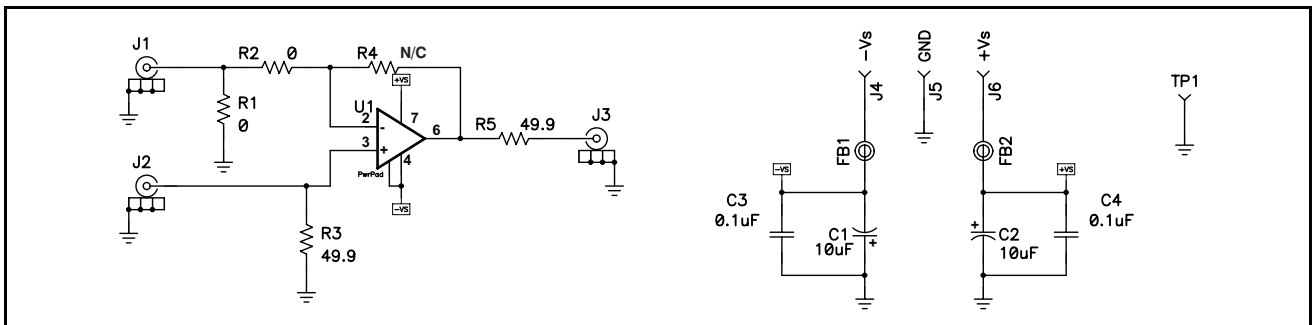 J1
R2 0
R4 N/C
+VS
R1
0
U1
2
-
7
6
3
+
4
PwrPad
-VS
R5 49.9
J3
J2
R3
49.9
-Vs
J4
GND
J5
+Vs
J6
TP1
FB1
FB2
-VS
+VS
C3
0.1uF
C1
10uF
+
+
C2
10uF
C4
0.1uF